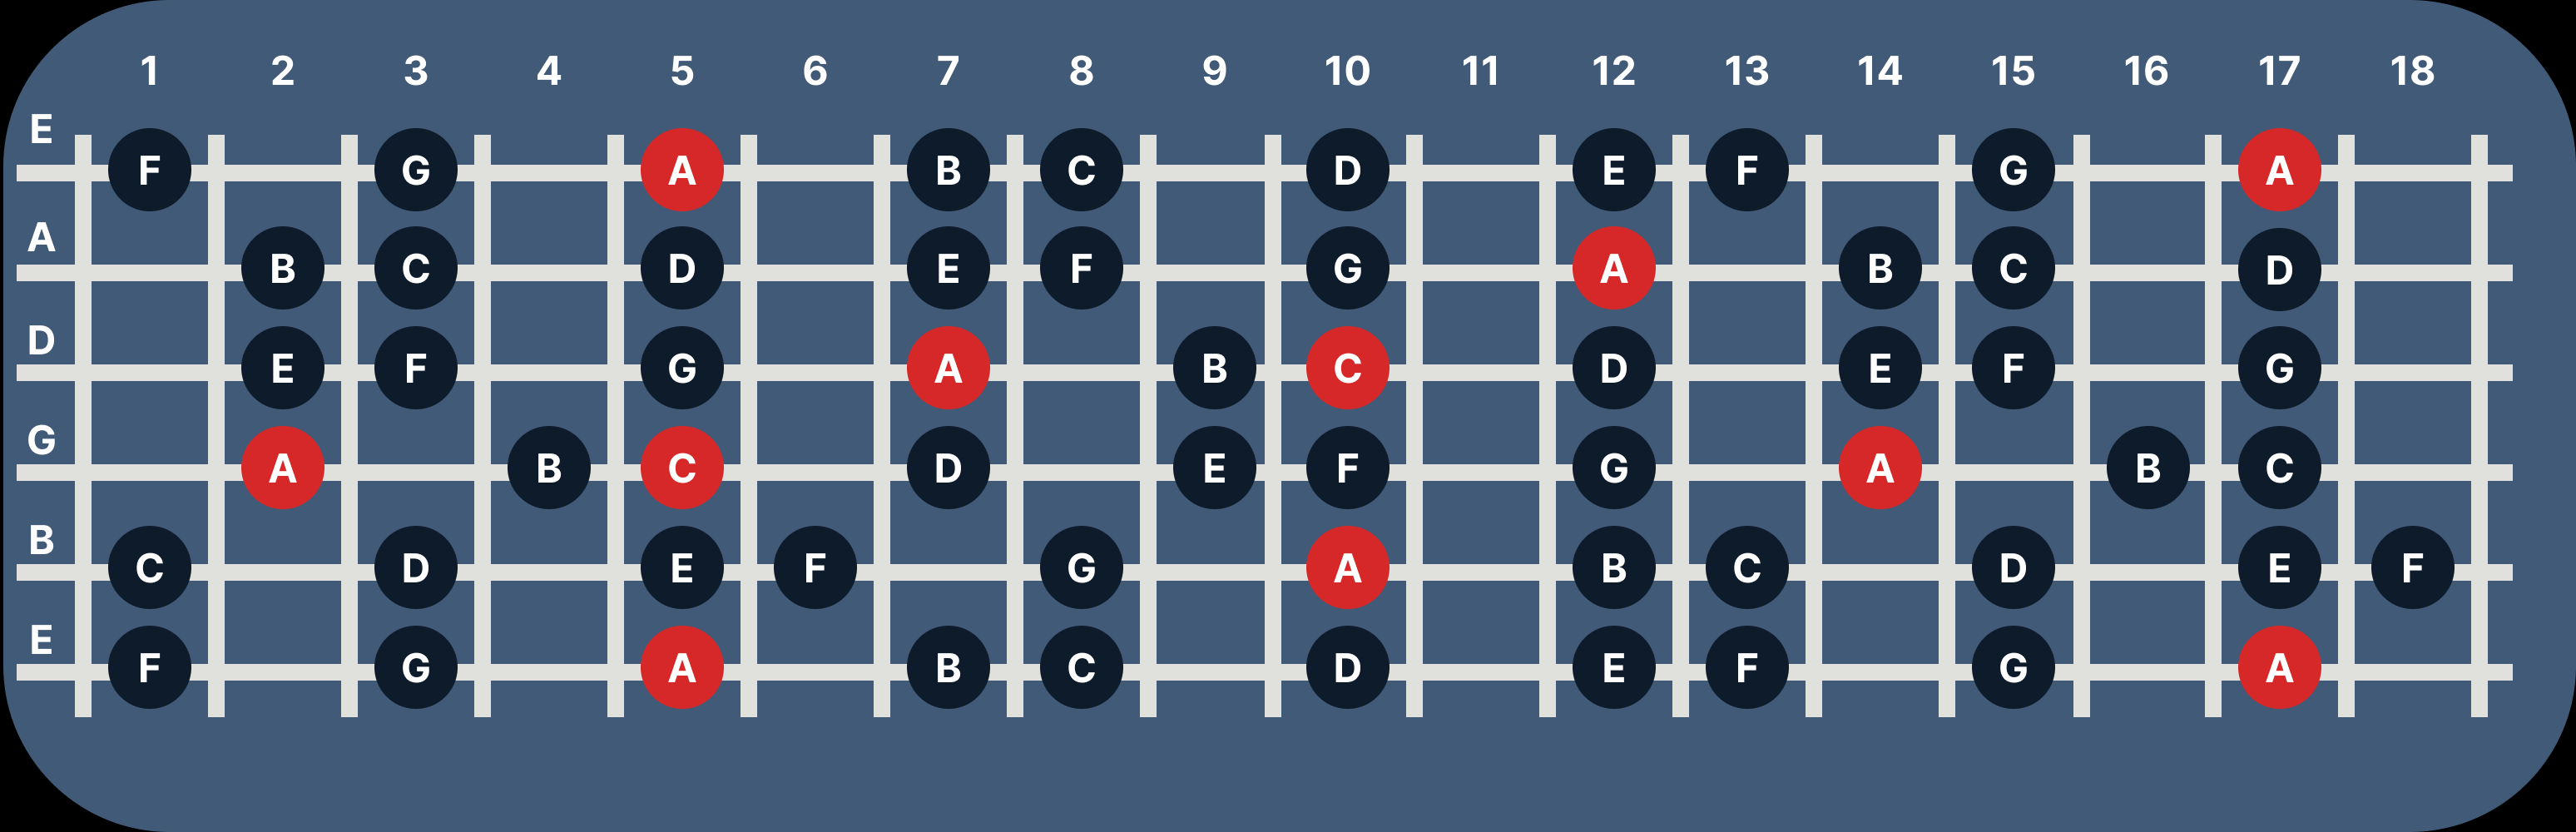 1 2 3 4 5 6 7 8 9 10 11 12 13 14 15 16 17 18
E
F G A B C D E F G A
A
B C D E F G A B C D
D
E F G A B C D E F G
G
A B C D E F G A B C
B
C D E F G A B C D E F
E
F G A B C D E F G A